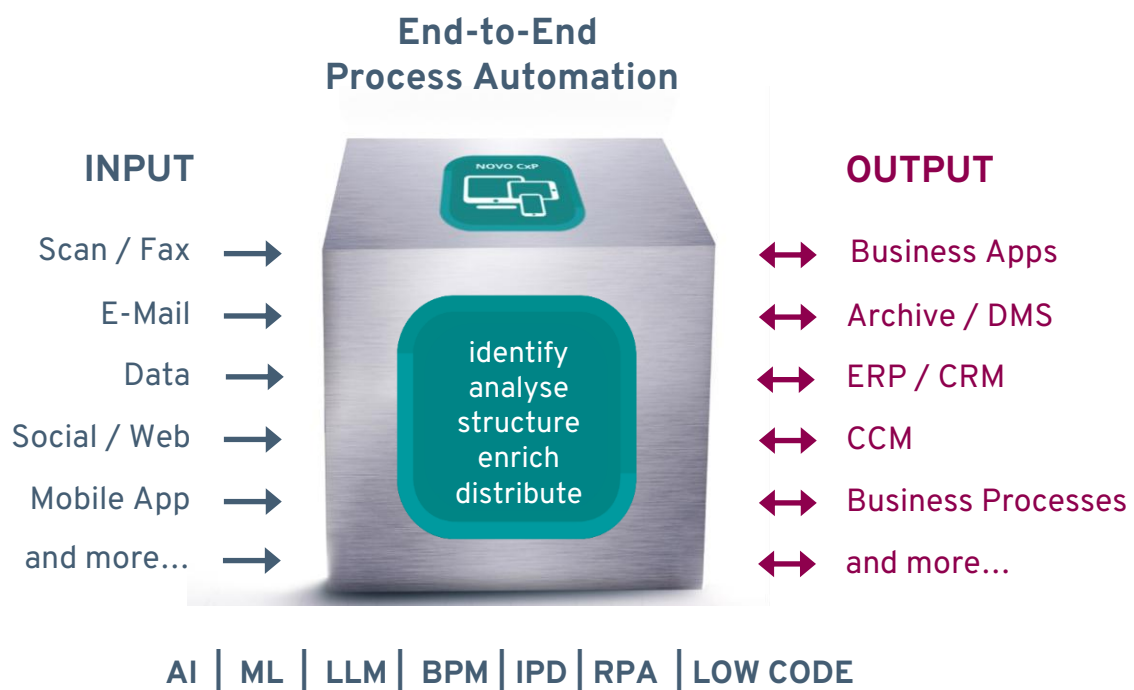 End-to-End
Process Automation
INPUT
Scan / Fax
E-Mail
Data
Social / Web
Mobile App
and more...
NOVO CxP
identify
analyse
structure
enrich
distribute
OUTPUT
Business Apps
Archive / DMS
ERP / CRM
CCM
Business Processes
and more...
AI | ML | LLM | BPM | IPD | RPA | LOW CODE